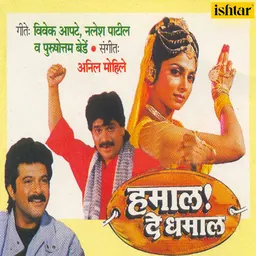 ishtar
गीतेः विवेक आपटे, नलेश पाटील
व पुरुषोत्तम बेर्डे • संगीतः
अनिल मोहिले
हमाल!
दे धमाल